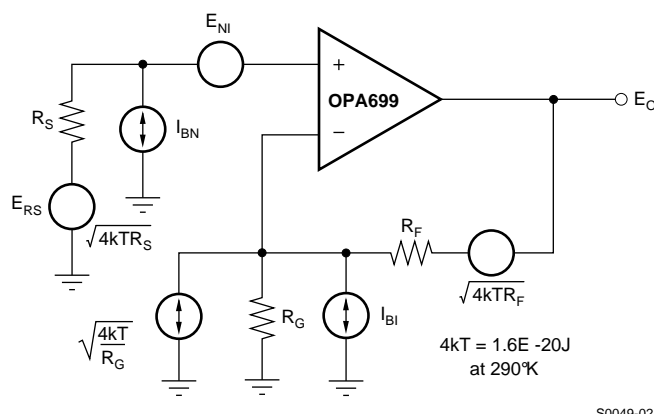 E_NI
+
OPA699
−
E_O
R_S
I_BN
E_RS
√4kTR_S
R_F
√4kTR_F
√4kT/R_G
R_G
I_BI
4kT = 1.6E -20J
at 290°K
S0049-02